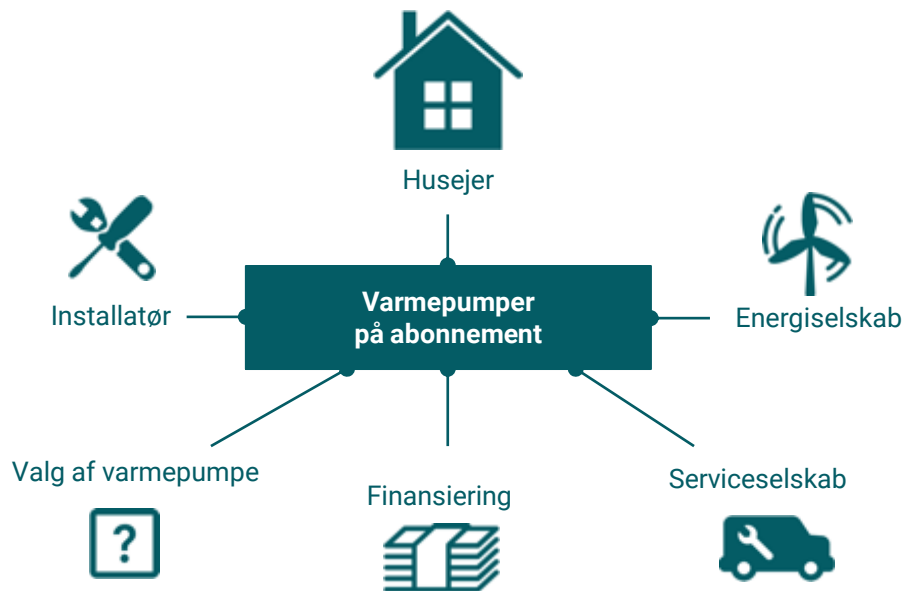 Husejer
Installatør
Varmepumper
på abonnement
Energiselskab
Valg af varmepumpe
Finansiering
Serviceselskab
?